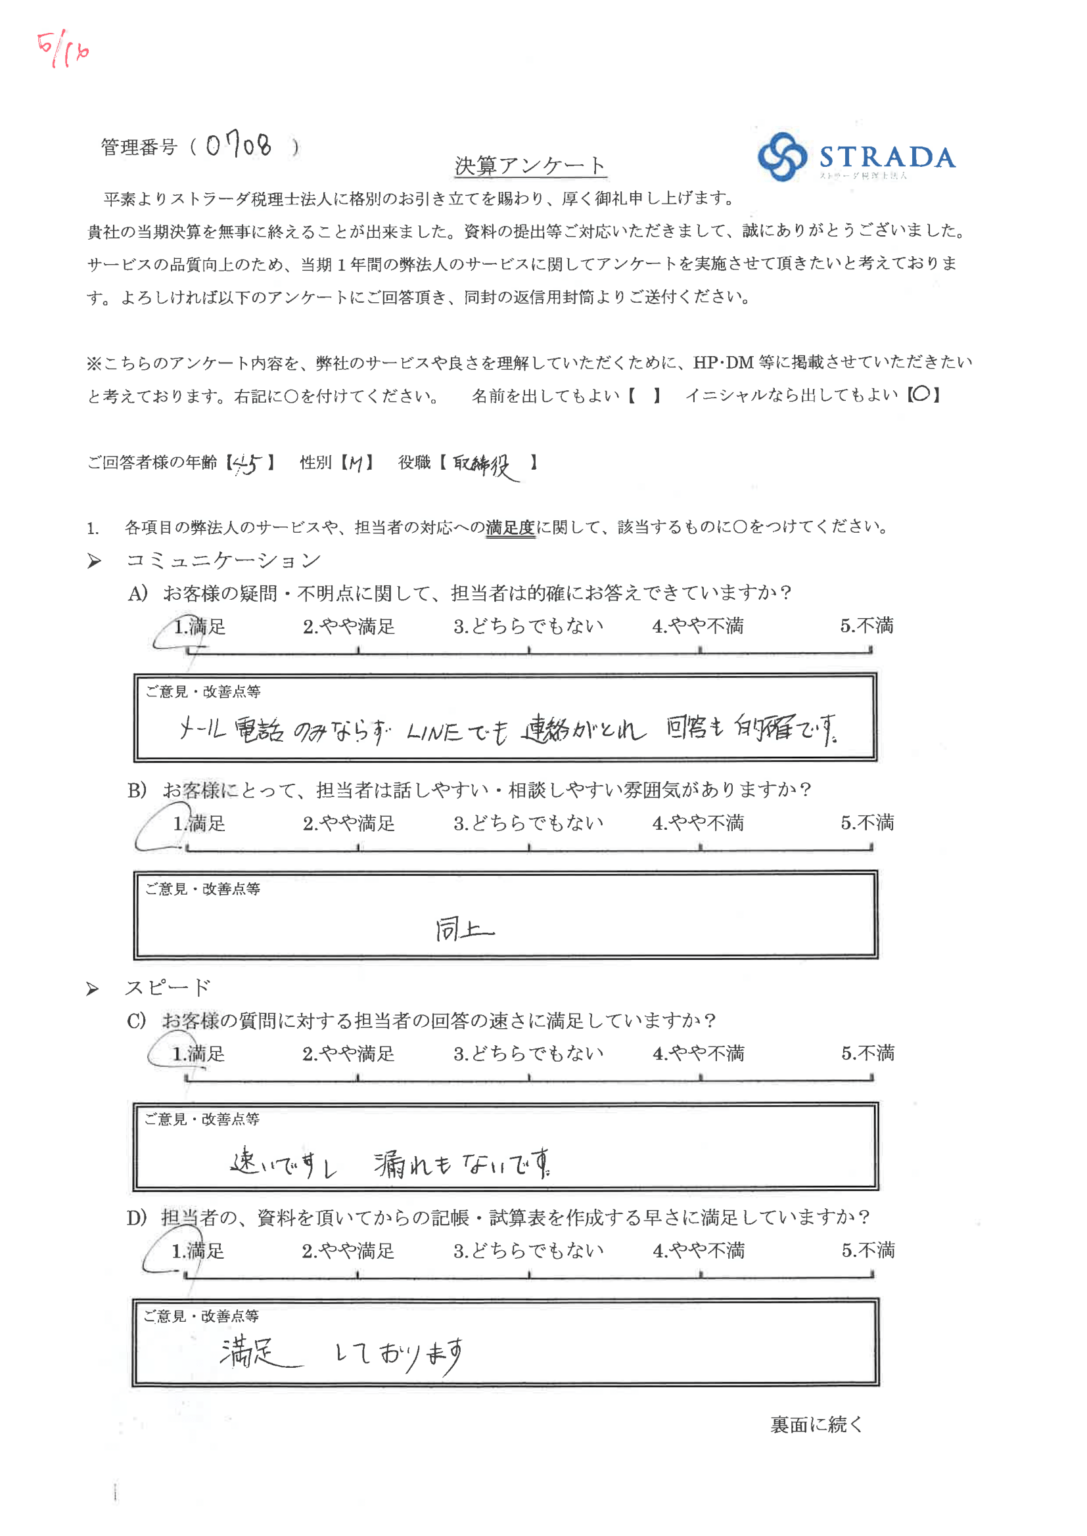 5/16
管理番号（ 0708 ）
STRADA
ストラーダ税理士法人
決算アンケート
平素よりストラーダ税理士法人に格別のお引き立てを賜わり、厚く御礼申し上げます。
貴社の当期決算を無事に終えることが出来ました。資料の提出等ご対応いただきまして、誠にありがとうございました。
サービスの品質向上のため、当期１年間の弊法人のサービスに関してアンケートを実施させて頂きたいと考えておりま
す。よろしければ以下のアンケートにご回答頂き、同封の返信用封筒よりご送付ください。
※こちらのアンケート内容を、弊社のサービスや良さを理解していただくために、HP･DM 等に掲載させていただきたい
と考えております。右記に〇を付けてください。 名前を出してもよい【 】 イニシャルなら出してもよい【〇】
ご回答者様の年齢【45】 性別【M】 役職【 取締役 】
1. 各項目の弊法人のサービスや、担当者の対応への満足度に関して、該当するものに〇をつけてください。
➢ コミュニケーション
A) お客様の疑問・不明点に関して、担当者は的確にお答えできていますか？
1.満足 2.やや満足 3.どちらでもない 4.やや不満 5.不満
ご意見・改善点等
メール 電話 のみならず LINEでも 連絡がとれ 回答も 的確です。
B) お客様にとって、担当者は話しやすい・相談しやすい雰囲気がありますか？
1.満足 2.やや満足 3.どちらでもない 4.やや不満 5.不満
ご意見・改善点等
同上
➢ スピード
C) お客様の質問に対する担当者の回答の速さに満足していますか？
1.満足 2.やや満足 3.どちらでもない 4.やや不満 5.不満
ご意見・改善点等
速いですし 漏れもないです。
D) 担当者の、資料を頂いてからの記帳・試算表を作成する早さに満足していますか？
1.満足 2.やや満足 3.どちらでもない 4.やや不満 5.不満
ご意見・改善点等
満足 しております
裏面に続く